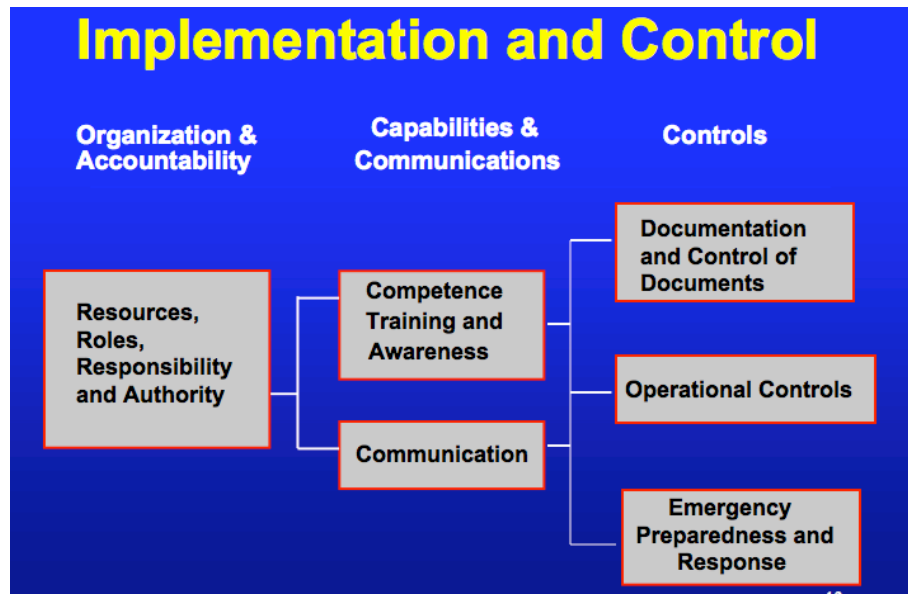 Implementation and Control
Organization &
Accountability
Capabilities &
Communications
Controls
Resources,
Roles,
Responsibility
and Authority
Competence
Training and
Awareness
Communication
Documentation
and Control of
Documents
Operational Controls
Emergency
Preparedness and
Response